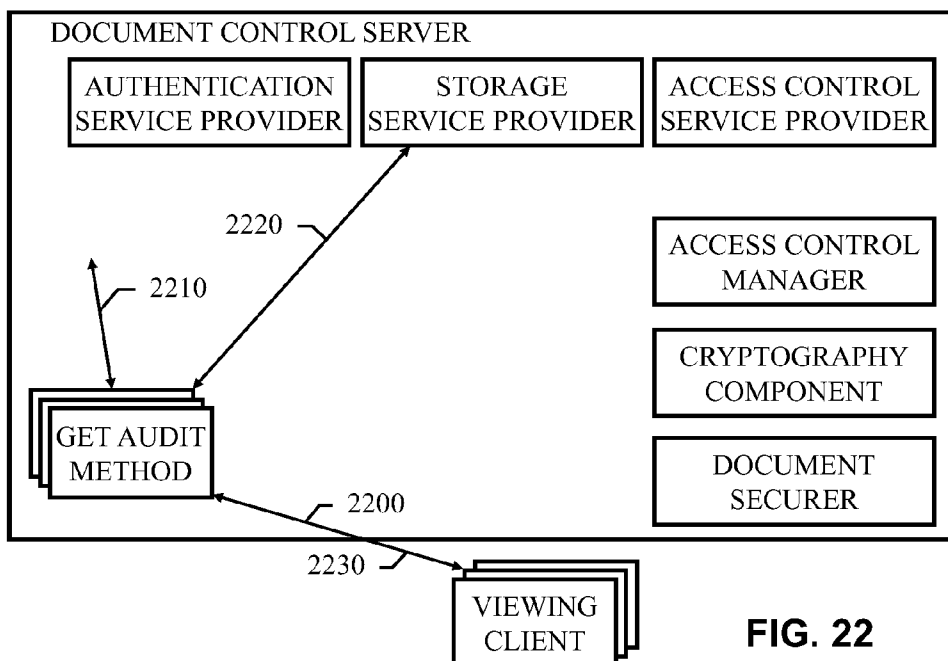 DOCUMENT CONTROL SERVER
AUTHENTICATION
SERVICE PROVIDER
STORAGE
SERVICE PROVIDER
ACCESS CONTROL
SERVICE PROVIDER
2220
2210
ACCESS CONTROL
MANAGER
CRYPTOGRAPHY
COMPONENT
GET AUDIT
METHOD
DOCUMENT
SECURER
2200
2230
VIEWING
CLIENT
FIG. 22